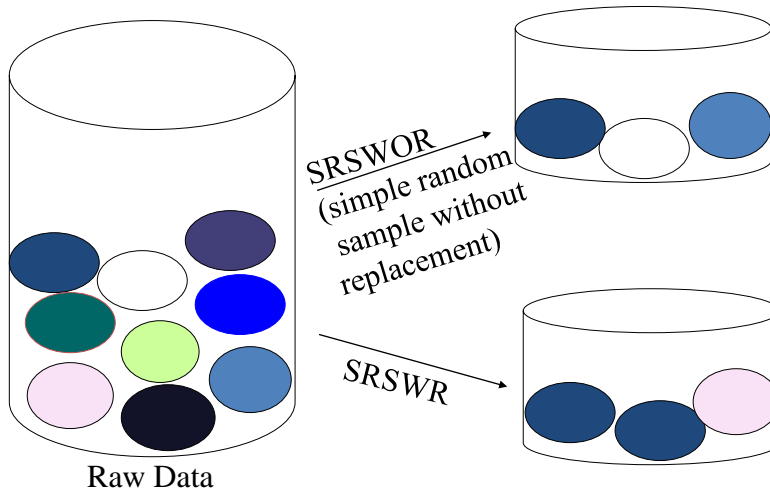 SRSWOR
(simple random
sample without
replacement)
SRSWR
Raw Data